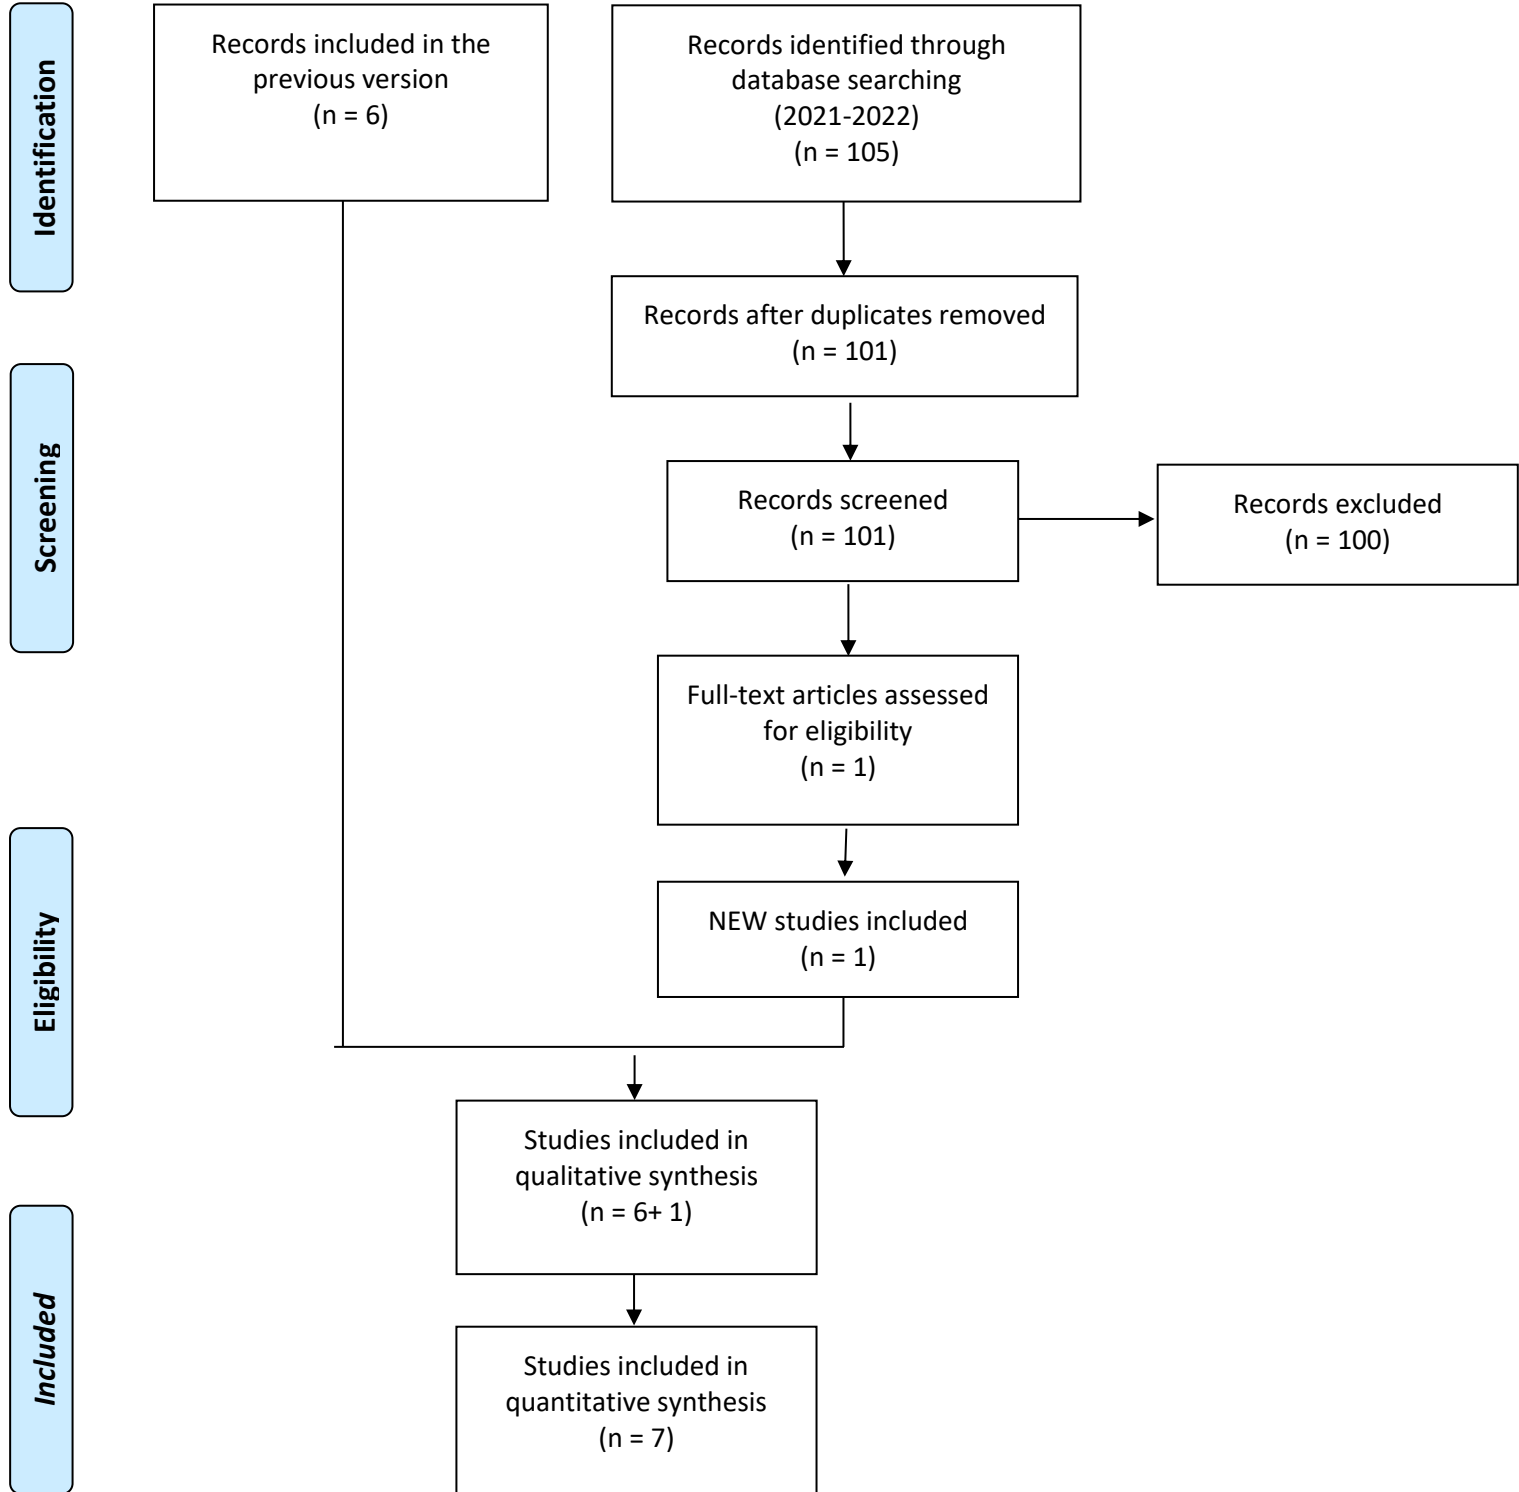 Identification
Records included in the
previous version
(n = 6)
Records identified through
database searching
(2021-2022)
(n = 105)
Records after duplicates removed
(n = 101)
Screening
Records screened
(n = 101)
Records excluded
(n = 100)
Full-text articles assessed
for eligibility
(n = 1)
Eligibility
NEW studies included
(n = 1)
Studies included in
qualitative synthesis
(n = 6+ 1)
Included
Studies included in
quantitative synthesis
(n = 7)